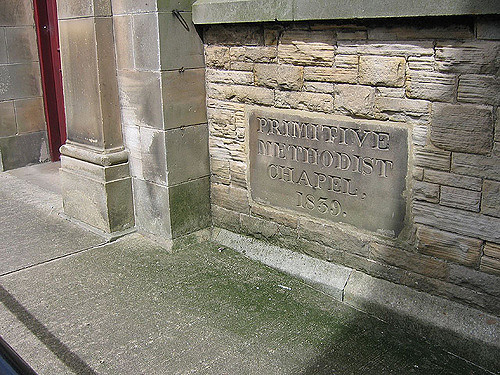 PRIMITIVE
METHODIST
CHAPEL.
1859.